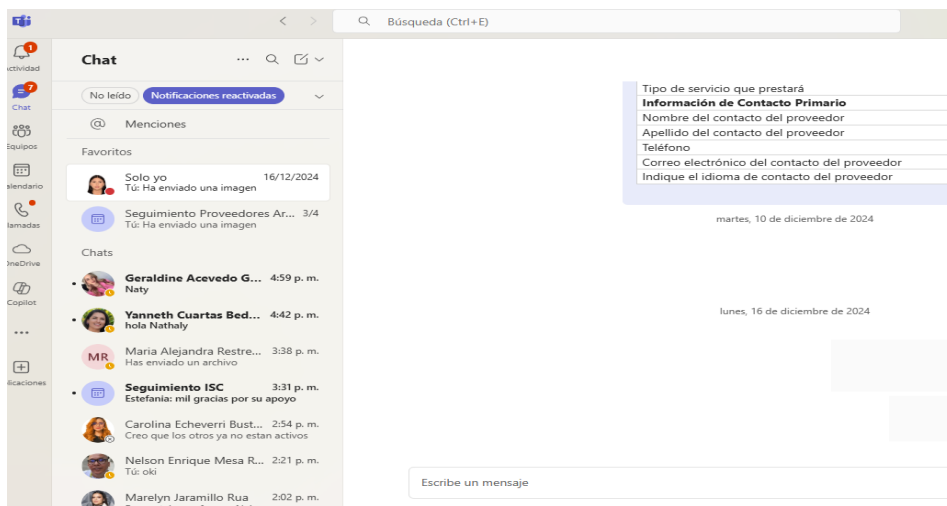 Búsqueda (Ctrl+E)
1
ctividad
7
Chat
Equipos
alendario
lamadas
OneDrive
Copilot
...
licaciones
Chat
No leído
Notificaciones reactivadas
@ Menciones
Favoritos
Solo yo 16/12/2024
Tú: Ha enviado una imagen
Seguimiento Proveedores Ar... 3/4
Tú: Ha enviado una imagen
Chats
Geraldine Acevedo G... 4:59 p. m.
Naty
Yanneth Cuartas Bed... 4:42 p. m.
hola Nathaly
MR
Maria Alejandra Restre... 3:38 p. m.
Has enviado un archivo
Seguimiento ISC 3:31 p. m.
Estefania: mil gracias por su apoyo
Carolina Echeverri Bust... 2:54 p. m.
Creo que los otros ya no estan activos
Nelson Enrique Mesa R... 2:21 p. m.
Tú: oki
Marelyn Jaramillo Rua 2:02 p. m.
Tipo de servicio que prestará
Información de Contacto Primario
Nombre del contacto del proveedor
Apellido del contacto del proveedor
Teléfono
Correo electrónico del contacto del proveedor
Indique el idioma de contacto del proveedor
martes, 10 de diciembre de 2024
lunes, 16 de diciembre de 2024
Escribe un mensaje